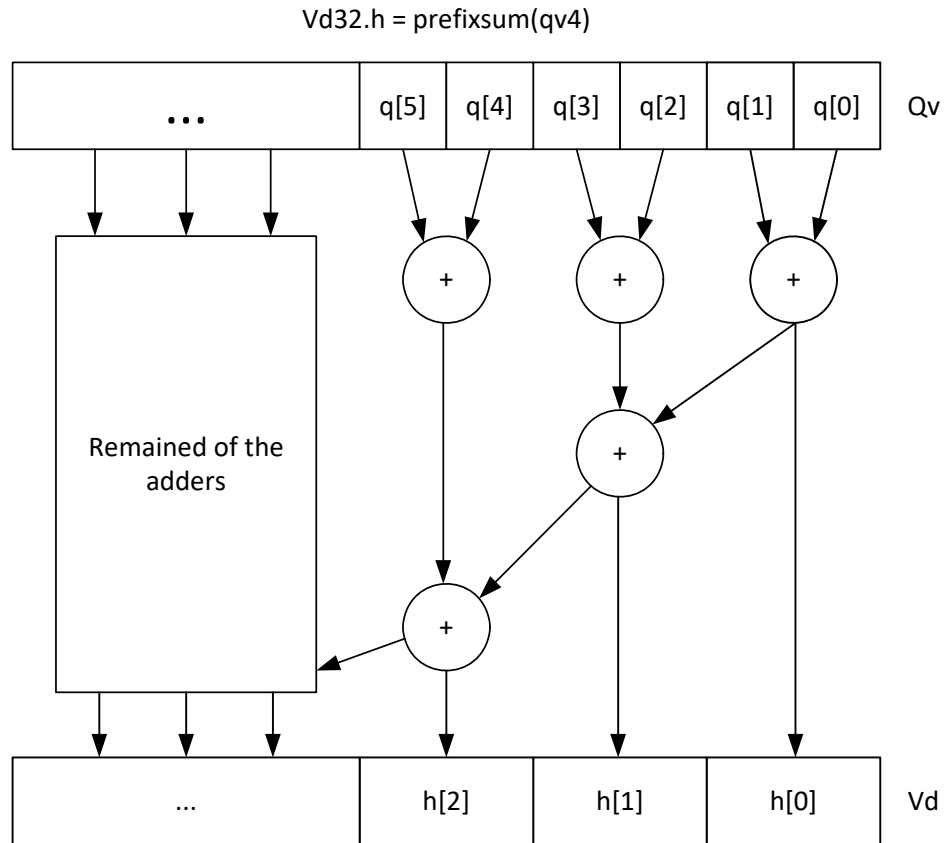 Vd32.h = prefixsum(qv4)
... q[5] q[4] q[3] q[2] q[1] q[0] Qv
+ + +
Remained of the
adders
+
+
... h[2] h[1] h[0] Vd